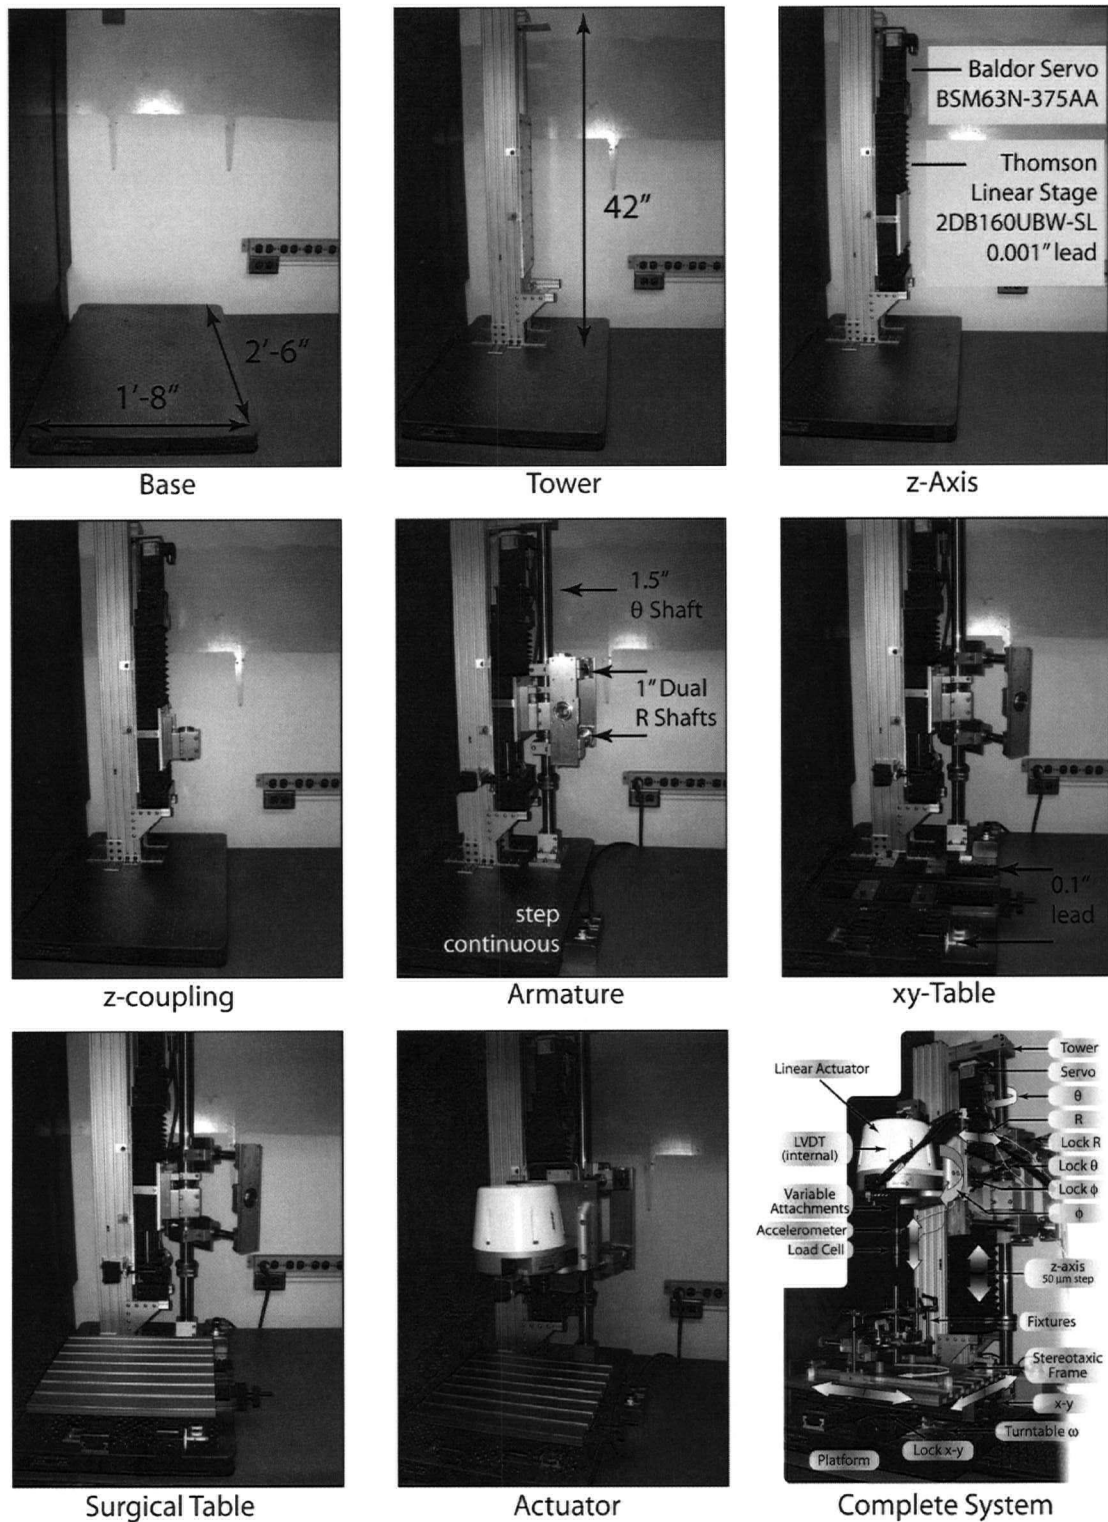 2'-6"
1'-8"
Base
42"
Tower
Baldor Servo
BSM63N-375AA
Thomson
Linear Stage
2DB160UBW-SL
0.001" lead
z-Axis
z-coupling
1.5"
θ Shaft
1" Dual
R Shafts
step
continuous
Armature
0.1"
lead
xy-Table
Surgical Table
Actuator
Linear Actuator
LVDT
(internal)
Variable
Attachments
Accelerometer
Load Cell
Tower
Servo
θ
R
Lock R
Lock θ
Lock ϕ
ϕ
z-axis
50 µm step
Fixtures
Stereotaxic
Frame
x-y
Turntable ω
Lock x-y
Platform
Complete System